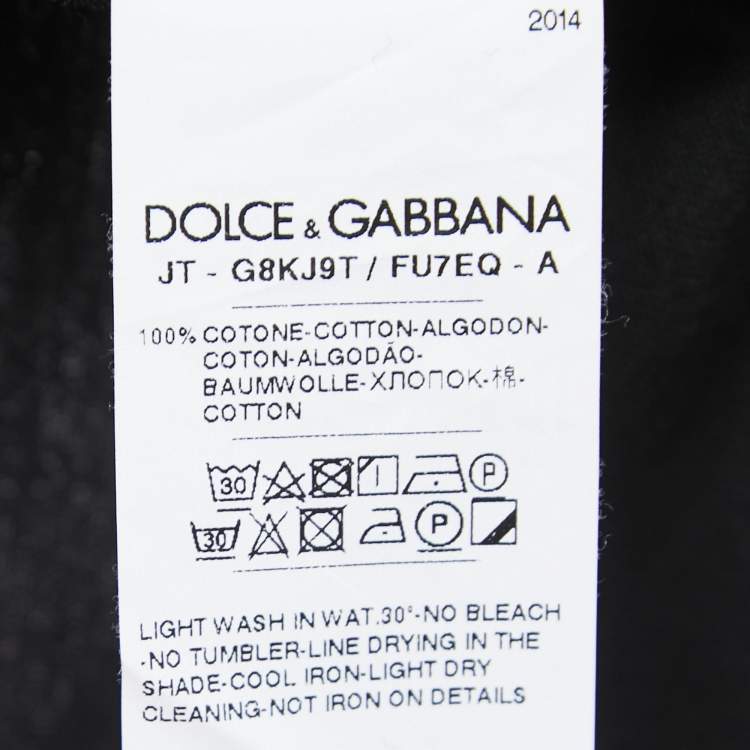 2014
DOLCE & GABBANA
JT - G8KJ9T / FU7EQ - A
100% COTONE-COTTON-ALGODON-
COTON-ALGODÃO-
BAUMWOLLE-ХЛОПОК-棉-
COTTON
30 P
30 P
LIGHT WASH IN WAT.30°-NO BLEACH
-NO TUMBLER-LINE DRYING IN THE
SHADE-COOL IRON-LIGHT DRY
CLEANING-NOT IRON ON DETAILS